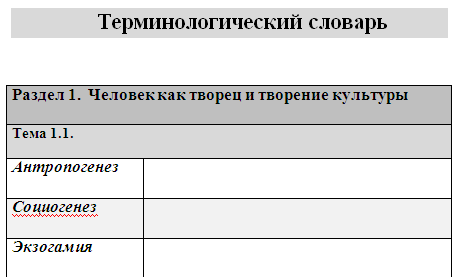 Терминологический словарь
Раздел 1. Человек как творец и творение культуры
Тема 1.1.
Антропогенез
Социогенез
Экзогамия